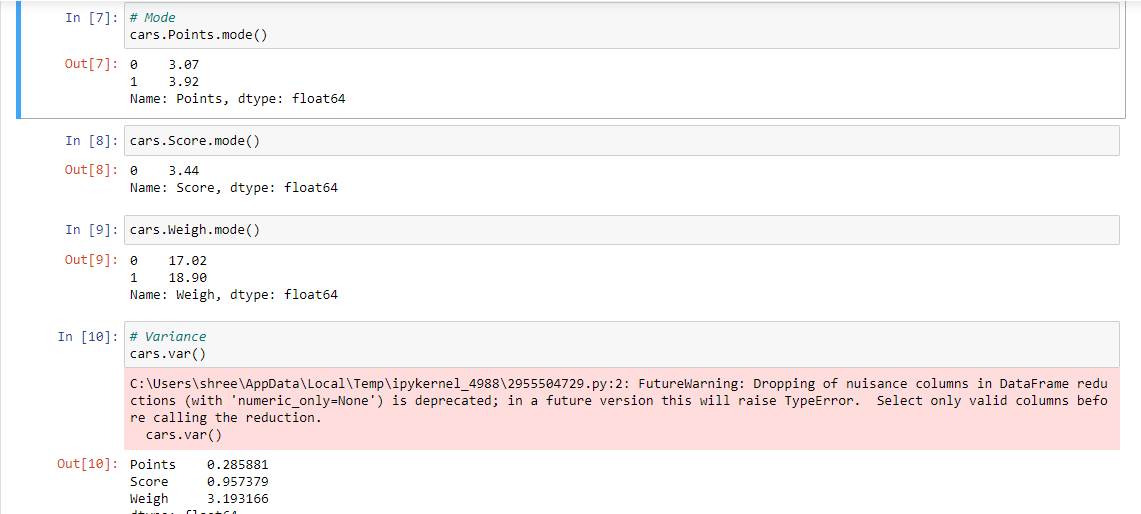 In [7]: # Mode
cars.Points.mode()
Out[7]: 0    3.07
1    3.92
Name: Points, dtype: float64
In [8]: cars.Score.mode()
Out[8]: 0    3.44
Name: Score, dtype: float64
In [9]: cars.Weigh.mode()
Out[9]: 0    17.02
1    18.90
Name: Weigh, dtype: float64
In [10]: # Variance
cars.var()
C:\Users\shree\AppData\Local\Temp\ipykernel_4988\2955504729.py:2: FutureWarning: Dropping of nuisance columns in DataFrame redu
ctions (with 'numeric_only=None') is deprecated; in a future version this will raise TypeError.  Select only valid columns befo
re calling the reduction.
cars.var()
Out[10]: Points    0.285881
Score     0.957379
Weigh     3.193166